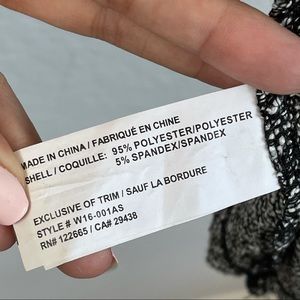 MADE IN CHINA / FABRIQUÉ EN CHINE
SHELL / COQUILLE: 95% POLYESTER/POLYESTER
5% SPANDEX/SPANDEX
EXCLUSIVE OF TRIM / SAUF LA BORDURE
STYLE # W16-001AS
RN# 122665 / CA# 29438